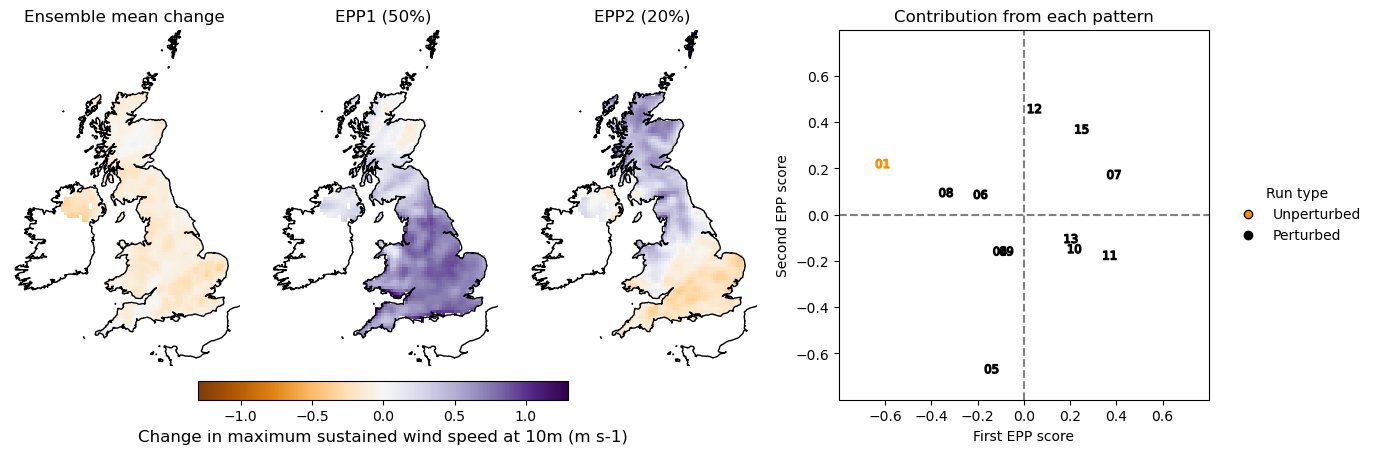 Ensemble mean change
EPP1 (50%)
EPP2 (20%)
Contribution from each pattern
−1.0 −0.5 0.0 0.5 1.0
Change in maximum sustained wind speed at 10m (m s-1)
Second EPP score
0.6
0.4
0.2
0.0
−0.2
−0.4
−0.6
12
15
01
07
08
06
13
10
09
11
05
−0.6 −0.4 −0.2 0.0 0.2 0.4 0.6
First EPP score
Run type
Unperturbed
Perturbed